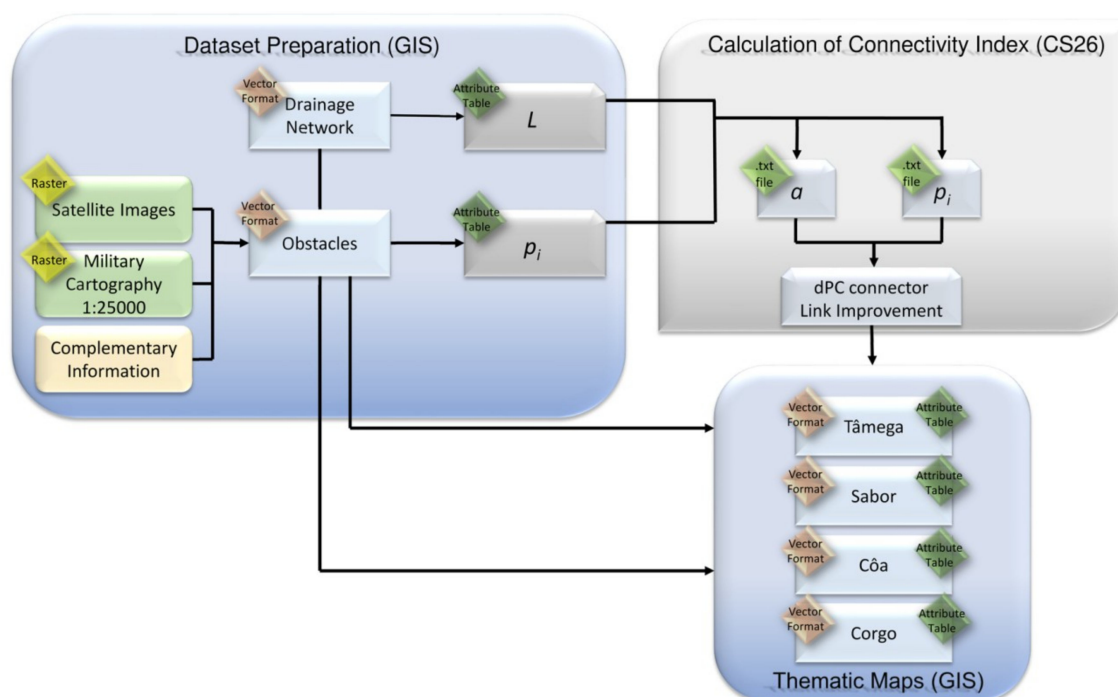 Dataset Preparation (GIS)
Calculation of Connectivity Index (CS26)
Vector
Format
Drainage
Network
Attribute
Table
L
Raster
Satellite Images
Raster
Military
Cartography
1:25000
Complementary
Information
Vector
Format
Obstacles
Attribute
Table
pi
.txt
file
a
.txt
file
pi
dPC connector
Link Improvement
Vector
Format
Tâmega
Attribute
Table
Vector
Format
Sabor
Attribute
Table
Vector
Format
Côa
Attribute
Table
Vector
Format
Corgo
Attribute
Table
Thematic Maps (GIS)